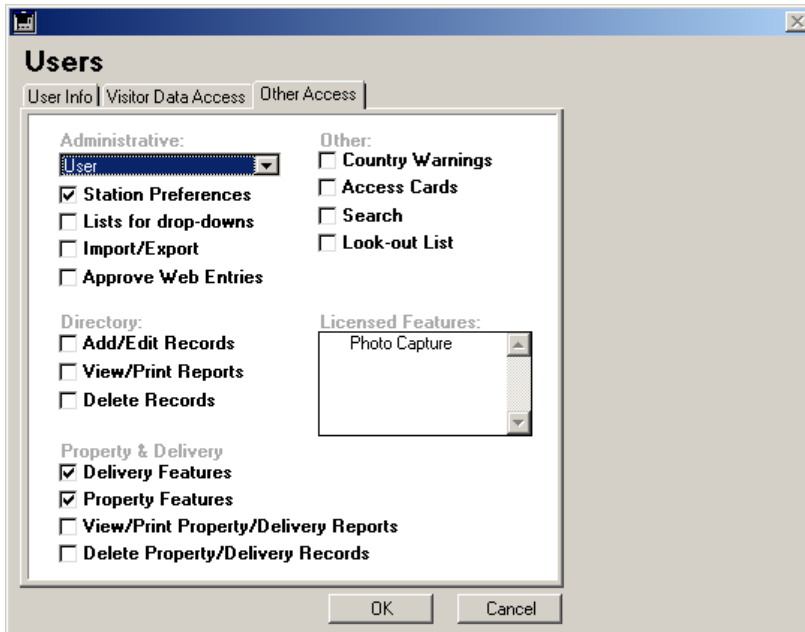 Users
User Info Visitor Data Access Other Access
Administrative:
User
Station Preferences
Lists for drop-downs
Import/Export
Approve Web Entries
Other:
Country Warnings
Access Cards
Search
Look-out List
Directory:
Add/Edit Records
View/Print Reports
Delete Records
Licensed Features:
Photo Capture
Property & Delivery
Delivery Features
Property Features
View/Print Property/Delivery Reports
Delete Property/Delivery Records
OK Cancel